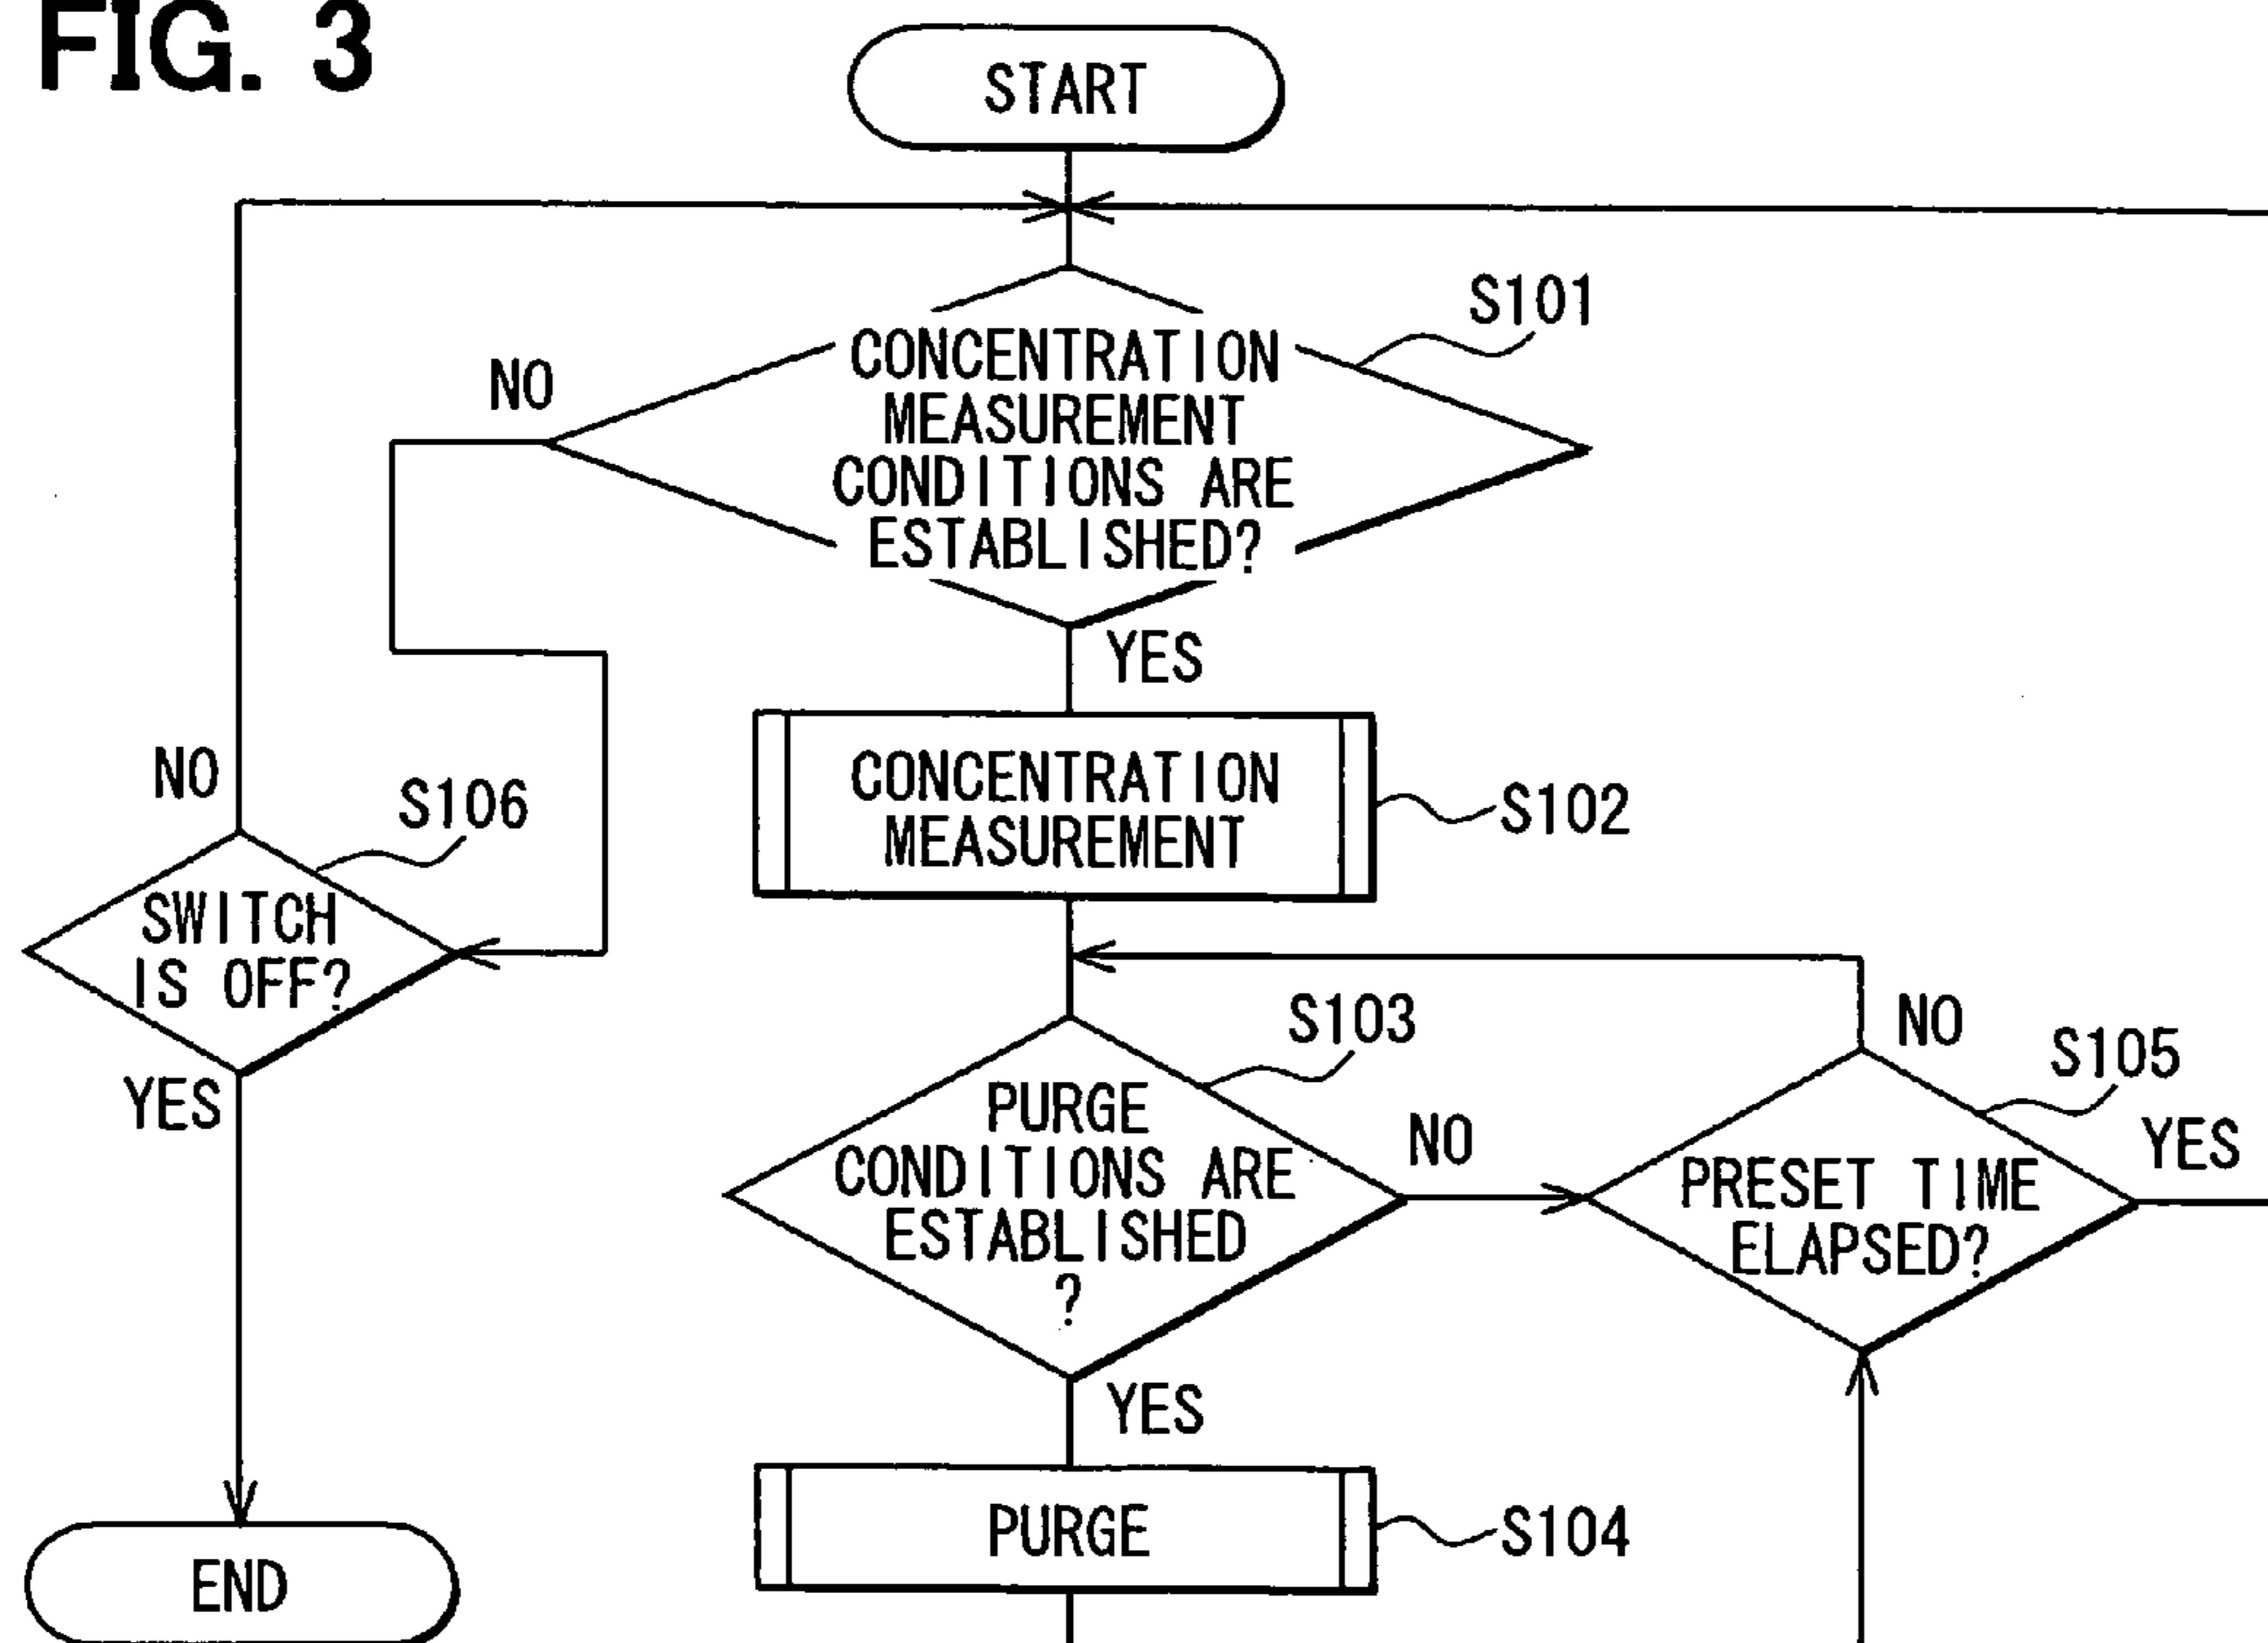 FIG. 3
START
S101
CONCENTRATION
MEASUREMENT
CONDITIONS ARE
ESTABLISHED?
NO
YES
CONCENTRATION
MEASUREMENT
S102
NO
S106
SWITCH
IS OFF?
YES
S103
PURGE
CONDITIONS ARE
ESTABLISHED
?
NO
YES
NO
S105
PRESET TIME
ELAPSED?
YES
PURGE
S104
END